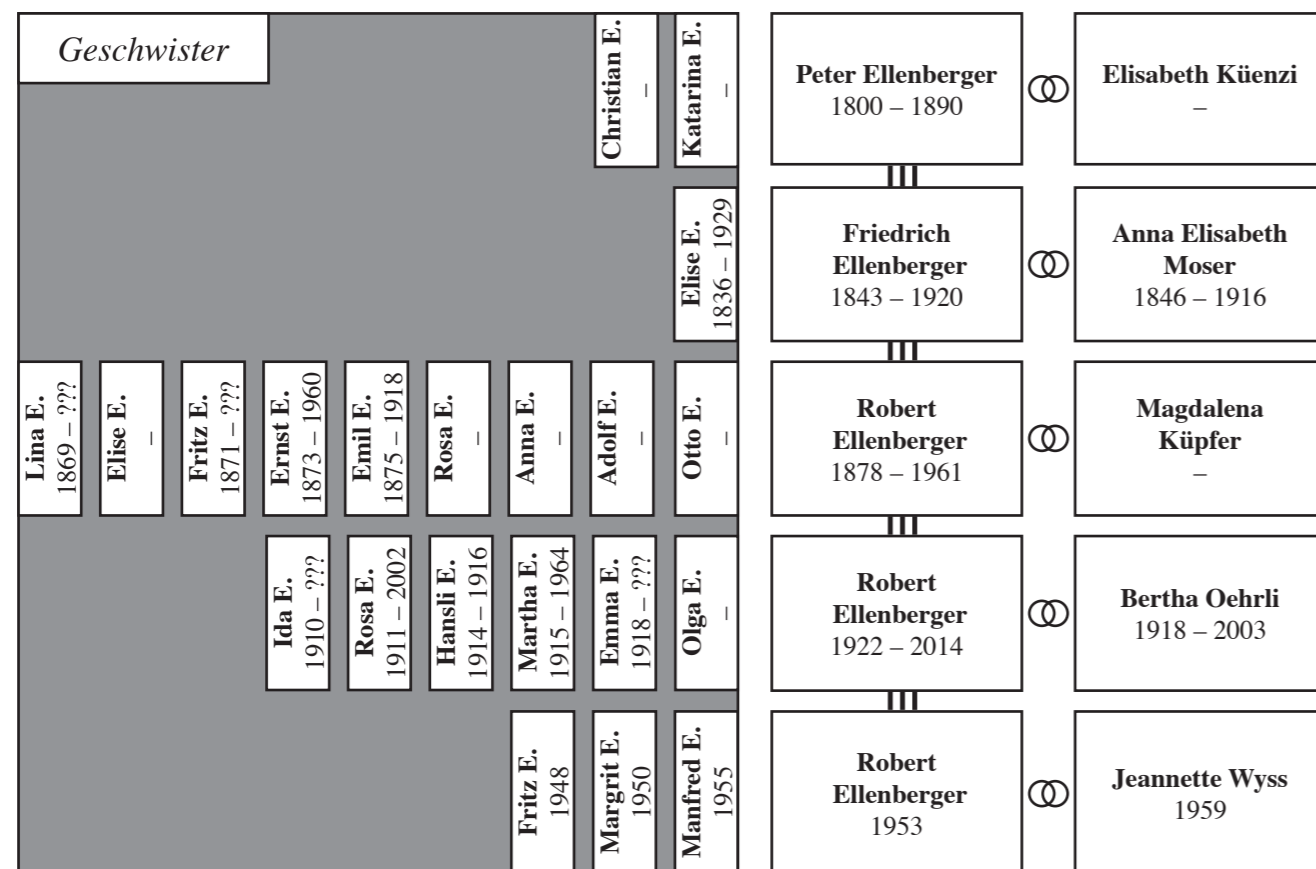 Geschwister
Christian E.
–
Katarina E.
–
Peter Ellenberger
1800 – 1890
Elisabeth Küenzi
–
Elise E.
1836 – 1929
Friedrich
Ellenberger
1843 – 1920
Anna Elisabeth
Moser
1846 – 1916
Lina E.
1869 – ???
Elise E.
–
Fritz E.
1871 – ???
Ernst E.
1873 – 1960
Emil E.
1875 – 1918
Rosa E.
–
Anna E.
–
Adolf E.
–
Otto E.
–
Robert
Ellenberger
1878 – 1961
Magdalena
Küpfer
–
Ida E.
1910 – ???
Rosa E.
1911 – 2002
Hansli E.
1914 – 1916
Martha E.
1915 – 1964
Emma E.
1918 – ???
Olga E.
–
Robert
Ellenberger
1922 – 2014
Bertha Oehrli
1918 – 2003
Fritz E.
1948
Margrit E.
1950
Manfred E.
1955
Robert
Ellenberger
1953
Jeannette Wyss
1959